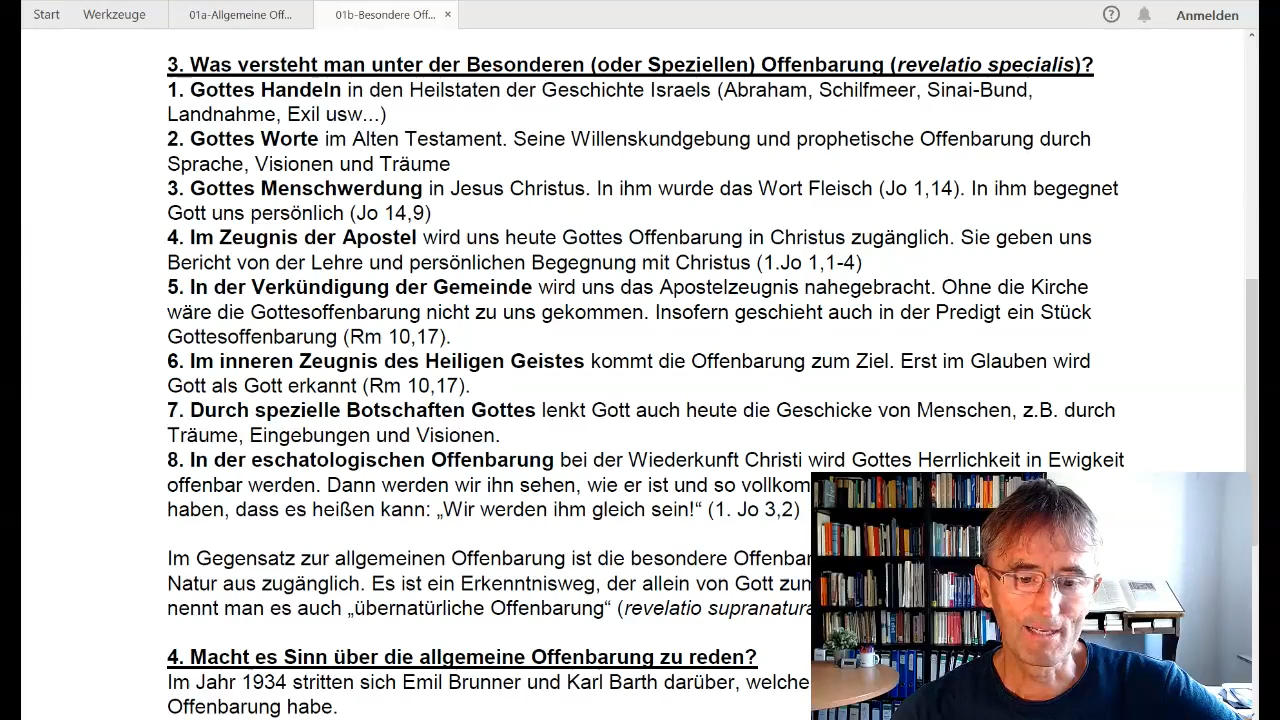 Start Werkzeuge 01a-Allgemeine Off... 01b-Besondere Off... × Anmelden
3. Was versteht man unter der Besonderen (oder Speziellen) Offenbarung (revelatio specialis)?
1. Gottes Handeln in den Heilstaten der Geschichte Israels (Abraham, Schilfmeer, Sinai-Bund,
Landnahme, Exil usw...)
2. Gottes Worte im Alten Testament. Seine Willenskundgebung und prophetische Offenbarung durch
Sprache, Visionen und Träume
3. Gottes Menschwerdung in Jesus Christus. In ihm wurde das Wort Fleisch (Jo 1,14). In ihm begegnet
Gott uns persönlich (Jo 14,9)
4. Im Zeugnis der Apostel wird uns heute Gottes Offenbarung in Christus zugänglich. Sie geben uns
Bericht von der Lehre und persönlichen Begegnung mit Christus (1.Jo 1,1-4)
5. In der Verkündigung der Gemeinde wird uns das Apostelzeugnis nahegebracht. Ohne die Kirche
wäre die Gottesoffenbarung nicht zu uns gekommen. Insofern geschieht auch in der Predigt ein Stück
Gottesoffenbarung (Rm 10,17).
6. Im inneren Zeugnis des Heiligen Geistes kommt die Offenbarung zum Ziel. Erst im Glauben wird
Gott als Gott erkannt (Rm 10,17).
7. Durch spezielle Botschaften Gottes lenkt Gott auch heute die Geschicke von Menschen, z.B. durch
Träume, Eingebungen und Visionen.
8. In der eschatologischen Offenbarung bei der Wiederkunft Christi wird Gottes Herrlichkeit in Ewigkeit
offenbar werden. Dann werden wir ihn sehen, wie er ist und so vollkom
haben, dass es heißen kann: „Wir werden ihm gleich sein!“ (1. Jo 3,2)
Im Gegensatz zur allgemeinen Offenbarung ist die besondere Offenba
Natur aus zugänglich. Es ist ein Erkenntnisweg, der allein von Gott zum
nennt man es auch „übernatürliche Offenbarung“ (revelatio supranatura
4. Macht es Sinn über die allgemeine Offenbarung zu reden?
Im Jahr 1934 stritten sich Emil Brunner und Karl Barth darüber, welche
Offenbarung habe.